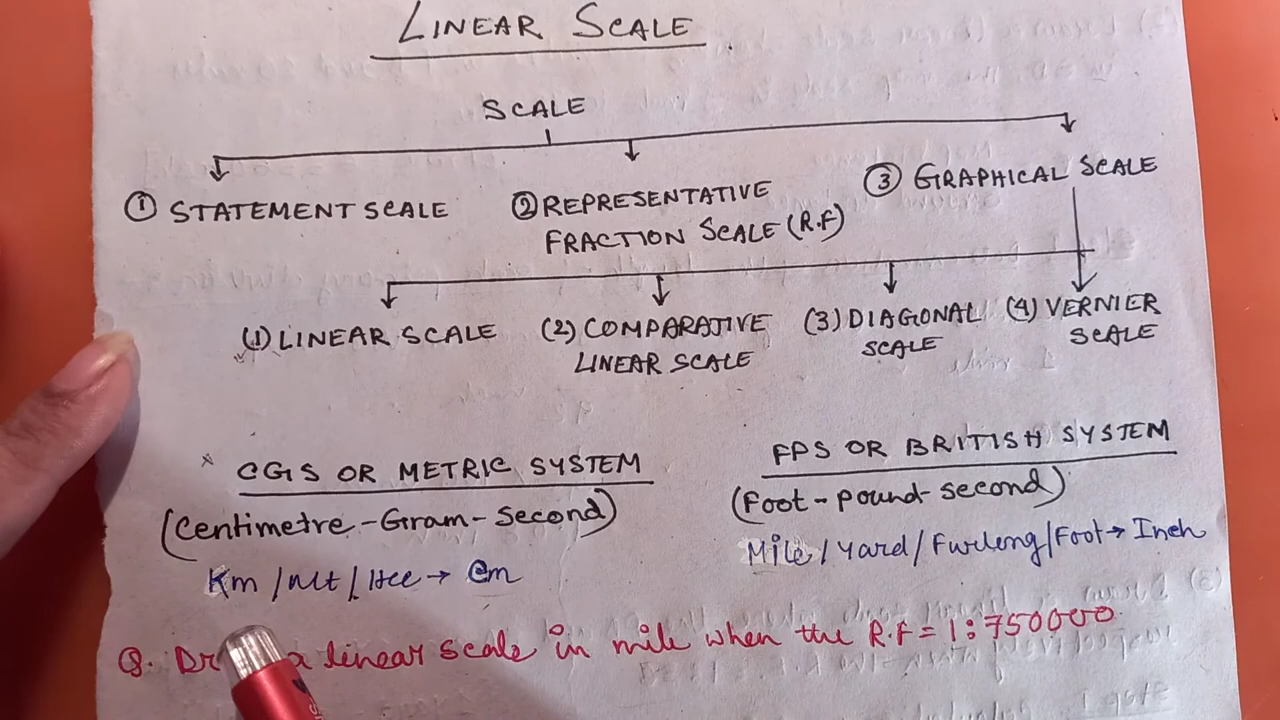 LINEAR SCALE
SCALE
① STATEMENT SCALE
② REPRESENTATIVE
FRACTION SCALE (R.F)
③ GRAPHICAL SCALE
(1) LINEAR SCALE
(2) COMPARATIVE
LINEAR SCALE
(3) DIAGONAL
SCALE
(4) VERNIER
SCALE
CGS OR METRIC SYSTEM
(Centimetre-Gram-Second)
Km / Mt / Hec → cm
FPS OR BRITISH SYSTEM
(Foot-pound-second)
Mile / Yard / Furlong / Foot → Inch
Q. a linear scale in mile when the R.F = 1:750000